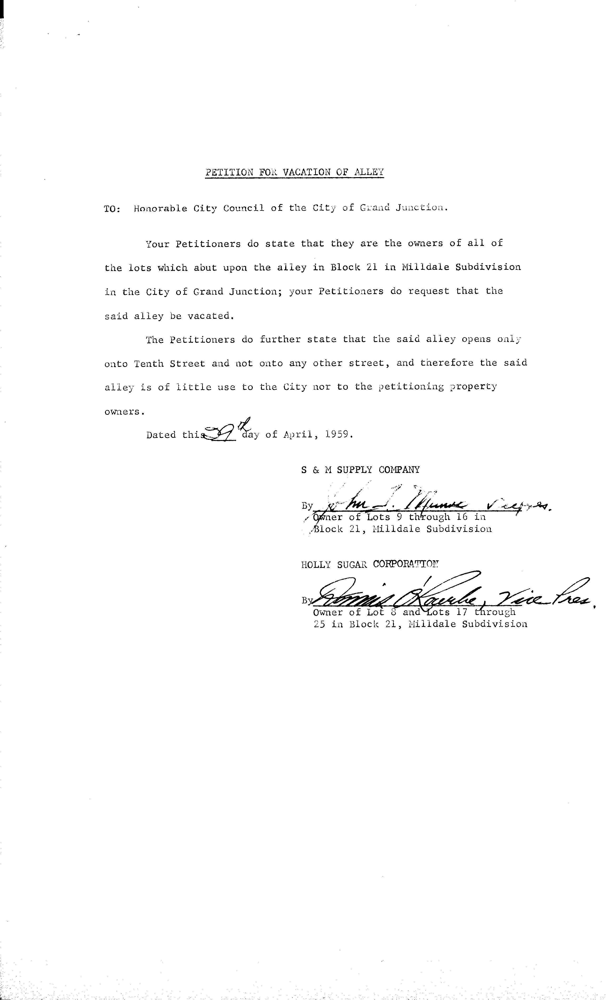 PETITION FOR VACATION OF ALLEY
TO: Honorable City Council of the City of Grand Junction.
Your Petitioners do state that they are the owners of all of
the lots which abut upon the alley in Block 21 in Milldale Subdivision
in the City of Grand Junction; your Petitioners do request that the
said alley be vacated.
The Petitioners do further state that the said alley opens only
onto Tenth Street and not onto any other street, and therefore the said
alley is of little use to the City nor to the petitioning property
owners.
Dated this 29th day of April, 1959.
S & M SUPPLY COMPANY
By
Owner of Lots 9 through 16 in
Block 21, Milldale Subdivision
HOLLY SUGAR CORPORATION
By Dennis O'Rourke, Vice Pres.
Owner of Lot 8 and Lots 17 through
25 in Block 21, Milldale Subdivision